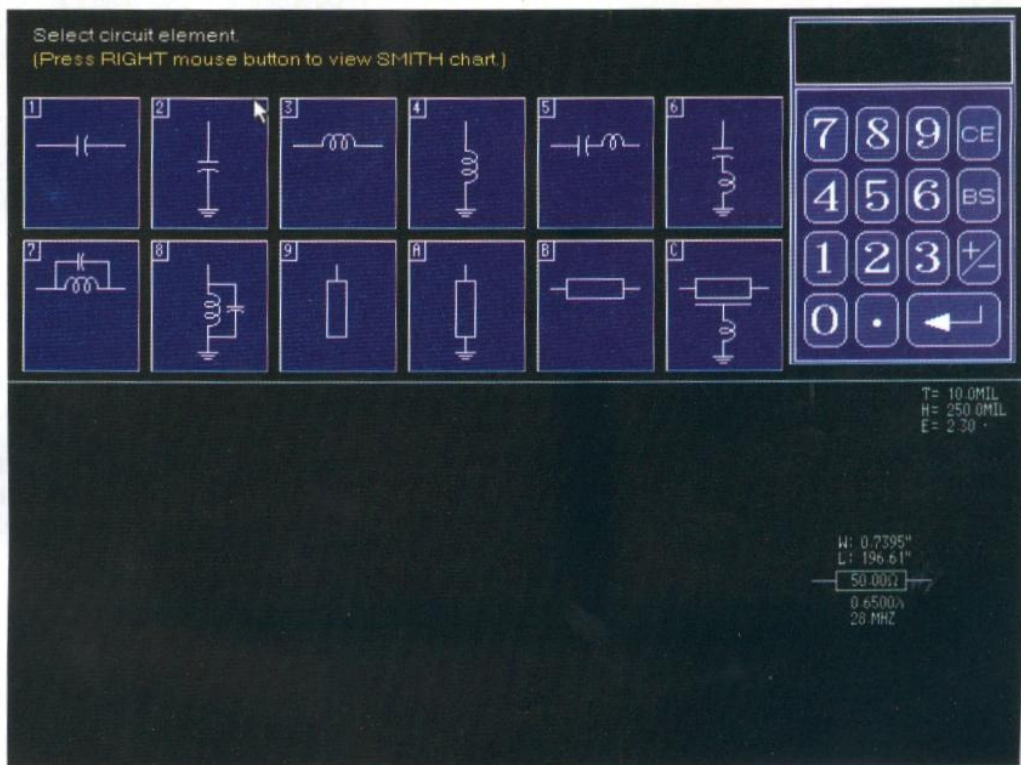 Select circuit element.
(Press RIGHT mouse button to view SMITH chart.)
1
2
3
4
5
6
7
8
9
A
B
C
7 8 9 CE
4 5 6 BS
1 2 3 +/-
0 .
T= 10.0MIL
H= 250.0MIL
E= 2.30
W: 0.7395"
L: 196.61"
50.00Ω
0.6500λ
28 MHZ